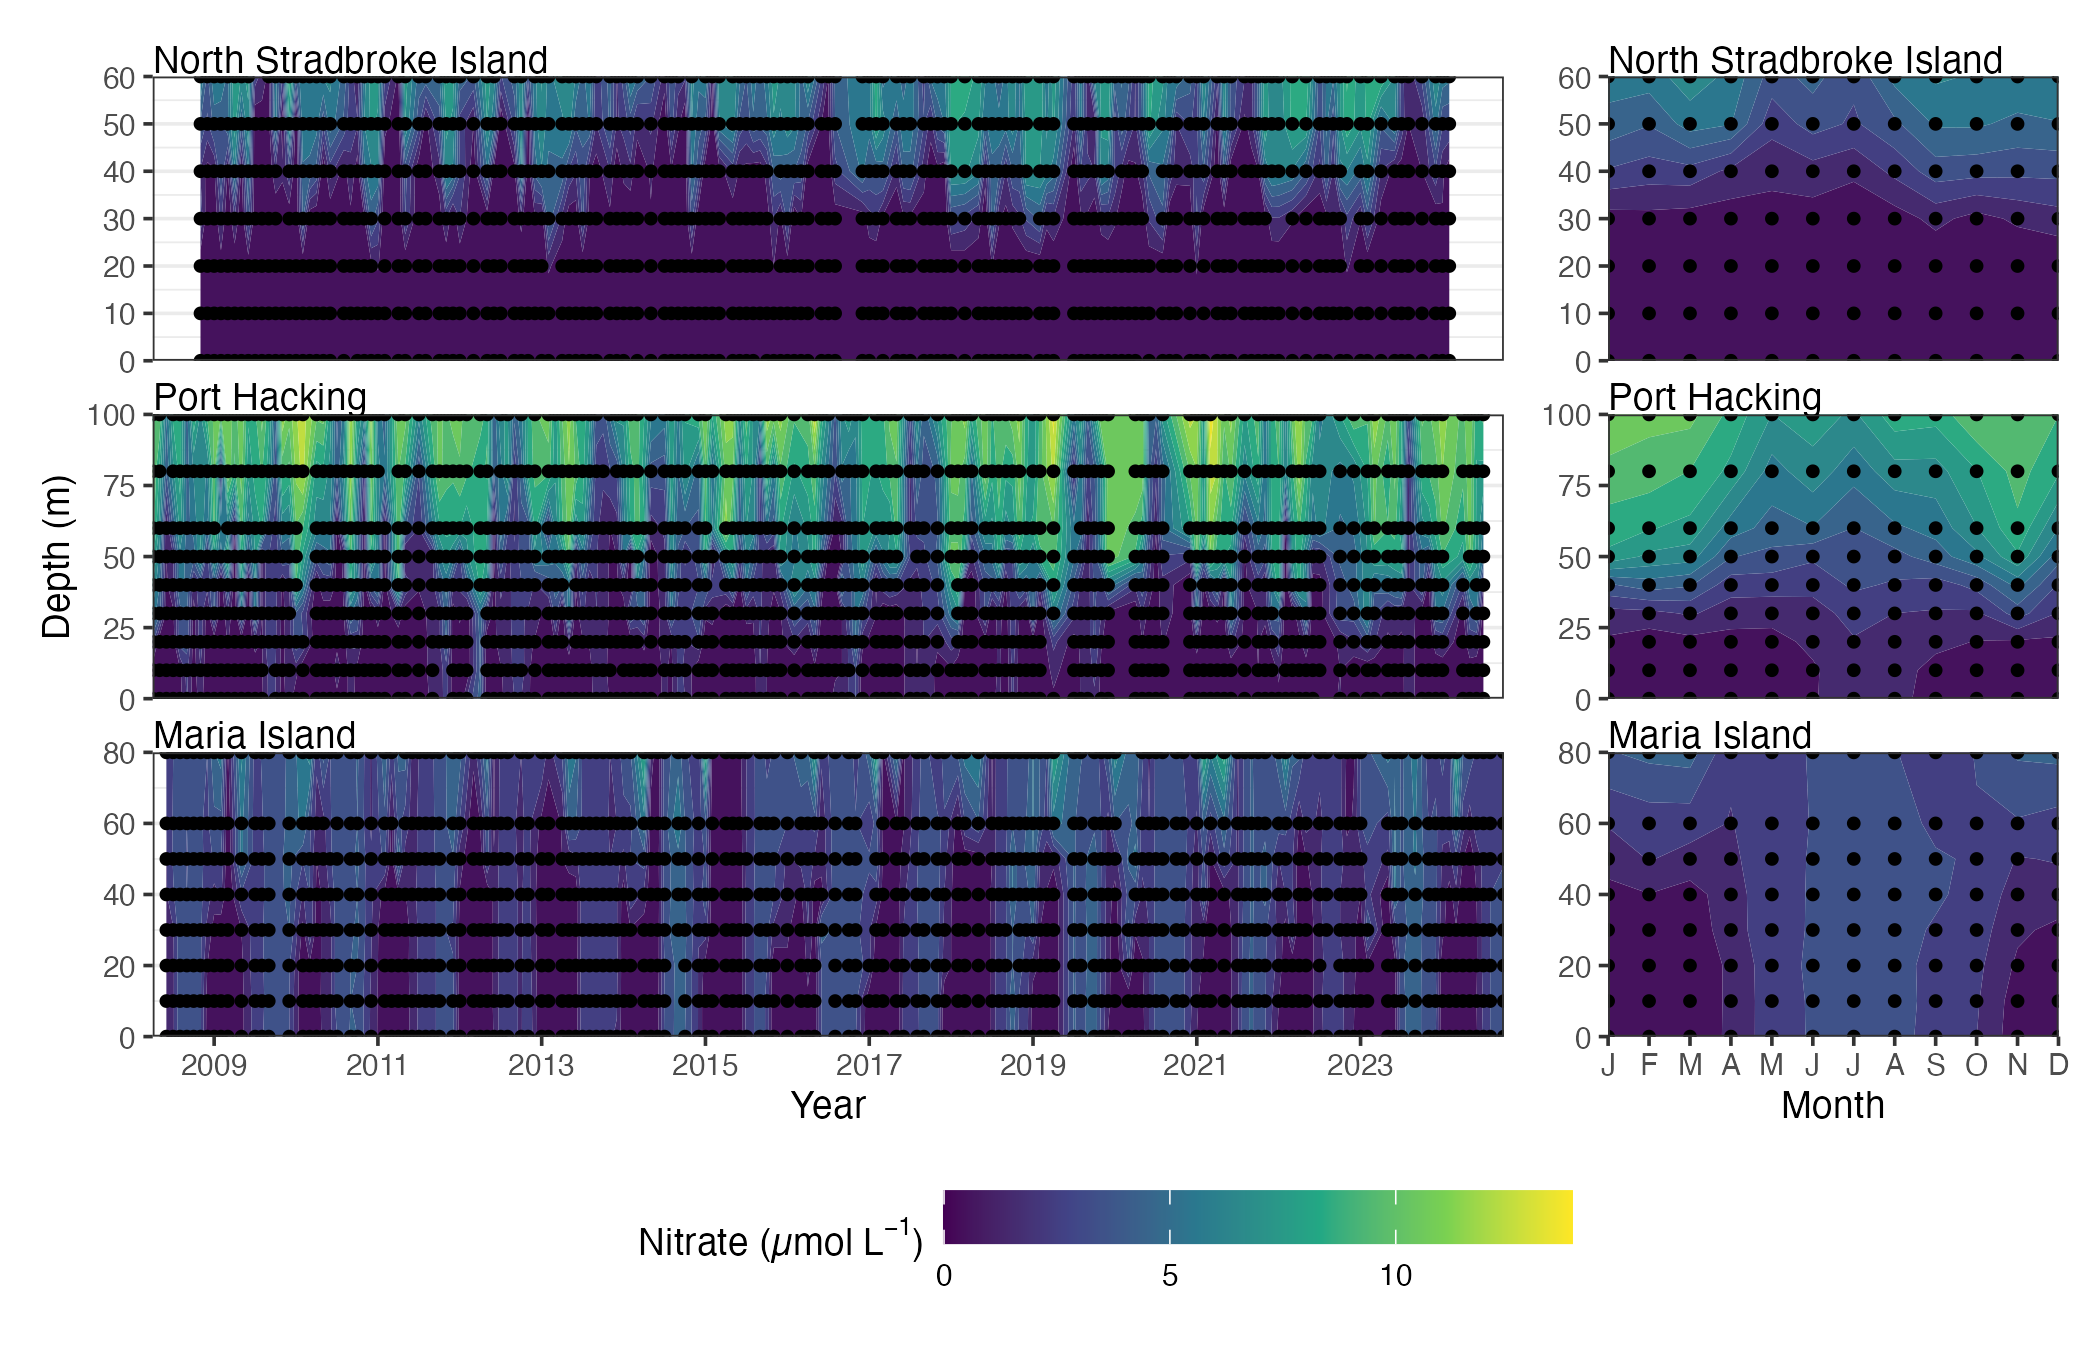 North Stradbroke Island
North Stradbroke Island
60
50
40
30
20
10
0
60
50
40
30
20
10
0
Port Hacking
Port Hacking
100
75
50
25
0
100
75
50
25
0
Depth (m)
Maria Island
Maria Island
80
60
40
20
0
80
60
40
20
0
2009 2011 2013 2015 2017 2019 2021 2023
J F M A M J J A S O N D
Year
Month
Nitrate (μmol L⁻¹)
0 5 10